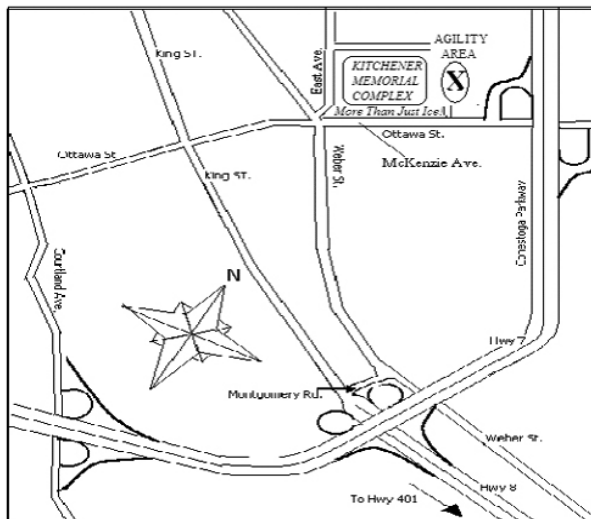 King ST.
East Ave.
AGILITY
AREA
KITCHENER
MEMORIAL
COMPLEX
X
More Than Just Ice
Ottawa St.
Ottawa St
McKenzie Ave.
King ST.
Weber St.
Conestoga Parkway
Courtland Ave.
N
Hwy 7
Montgomery Rd.
Weber St.
Hwy 8
To Hwy 401